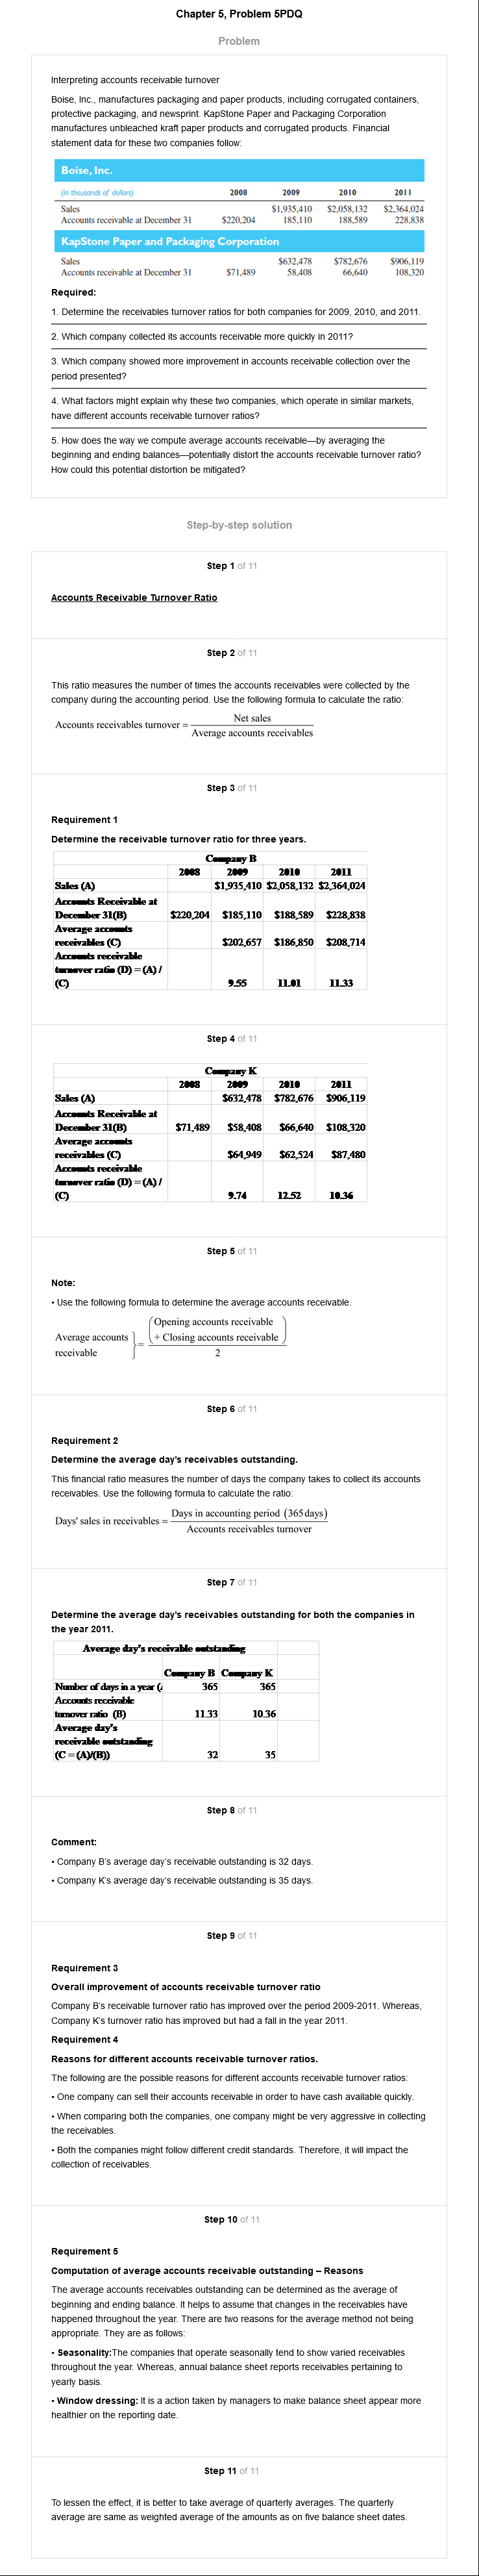 Chapter 5, Problem 5PDQ
Problem
Interpreting accounts receivable turnover
Boise, Inc., manufactures packaging and paper products, including corrugated containers,
protective packaging, and newsprint. KapStone Paper and Packaging Corporation
manufactures unbleached kraft paper products and corrugated products. Financial
statement data for these two companies follow:
Boise, Inc.
(in thousands of dollars) 2008 2009 2010 2011
Sales $1,935,410 $2,058,132 $2,364,024
Accounts receivable at December 31 $220,204 185,110 188,589 228,838
KapStone Paper and Packaging Corporation
Sales $632,478 $782,676 $906,119
Accounts receivable at December 31 $71,489 58,408 66,640 108,320
Required:
1. Determine the receivables turnover ratios for both companies for 2009, 2010, and 2011.
2. Which company collected its accounts receivable more quickly in 2011?
3. Which company showed more improvement in accounts receivable collection over the
period presented?
4. What factors might explain why these two companies, which operate in similar markets,
have different accounts receivable turnover ratios?
5. How does the way we compute average accounts receivable—by averaging the
beginning and ending balances—potentially distort the accounts receivable turnover ratio?
How could this potential distortion be mitigated?
Step-by-step solution
Step 1 of 11
Accounts Receivable Turnover Ratio
Step 2 of 11
This ratio measures the number of times the accounts receivables were collected by the
company during the accounting period. Use the following formula to calculate the ratio:
Accounts receivables turnover = Net sales
Average accounts receivables
Step 3 of 11
Requirement 1
Determine the receivable turnover ratio for three years.
Company B
2008 2009 2010 2011
Sales (A) $1,935,410 $2,058,132 $2,364,024
Accounts Receivable at
December 31(B) $220,204 $185,110 $188,589 $228,838
Average accounts
receivables (C) $202,657 $186,850 $208,714
Accounts receivable
turnover ratio (D) = (A) /
(C) 9.55 11.01 11.33
Step 4 of 11
Company K
2008 2009 2010 2011
Sales (A) $632,478 $782,676 $906,119
Accounts Receivable at
December 31(B) $71,489 $58,408 $66,640 $108,320
Average accounts
receivables (C) $64,949 $62,524 $87,480
Accounts receivable
turnover ratio (D) = (A) /
(C) 9.74 12.52 10.36
Step 5 of 11
Note:
• Use the following formula to determine the average accounts receivable.
(Opening accounts receivable
Average accounts } = + Closing accounts receivable)
receivable 2
Step 6 of 11
Requirement 2
Determine the average day's receivables outstanding.
This financial ratio measures the number of days the company takes to collect its accounts
receivables. Use the following formula to calculate the ratio:
Days' sales in receivables = Days in accounting period (365days)
Accounts receivables turnover
Step 7 of 11
Determine the average day's receivables outstanding for both the companies in
the year 2011.
Average day's receivable outstanding
Company B Company K
Number of days in a year (A 365 365
Accounts receivable
turnover ratio (B) 11.33 10.36
Average day's
receivable outstanding
(C = (A)/(B)) 32 35
Step 8 of 11
Comment:
• Company B's average day's receivable outstanding is 32 days.
• Company K's average day's receivable outstanding is 35 days.
Step 9 of 11
Requirement 3
Overall improvement of accounts receivable turnover ratio
Company B's receivable turnover ratio has improved over the period 2009-2011. Whereas,
Company K's turnover ratio has improved but had a fall in the year 2011.
Requirement 4
Reasons for different accounts receivable turnover ratios.
The following are the possible reasons for different accounts receivable turnover ratios:
• One company can sell their accounts receivable in order to have cash available quickly.
• When comparing both the companies, one company might be very aggressive in collecting
the receivables.
• Both the companies might follow different credit standards. Therefore, it will impact the
collection of receivables.
Step 10 of 11
Requirement 5
Computation of average accounts receivable outstanding – Reasons
The average accounts receivables outstanding can be determined as the average of
beginning and ending balance. It helps to assume that changes in the receivables have
happened throughout the year. There are two reasons for the average method not being
appropriate. They are as follows:
• Seasonality:The companies that operate seasonally tend to show varied receivables
throughout the year. Whereas, annual balance sheet reports receivables pertaining to
yearly basis.
• Window dressing: It is a action taken by managers to make balance sheet appear more
healthier on the reporting date.
Step 11 of 11
To lessen the effect, it is better to take average of quarterly averages. The quarterly
average are same as weighted average of the amounts as on five balance sheet dates.